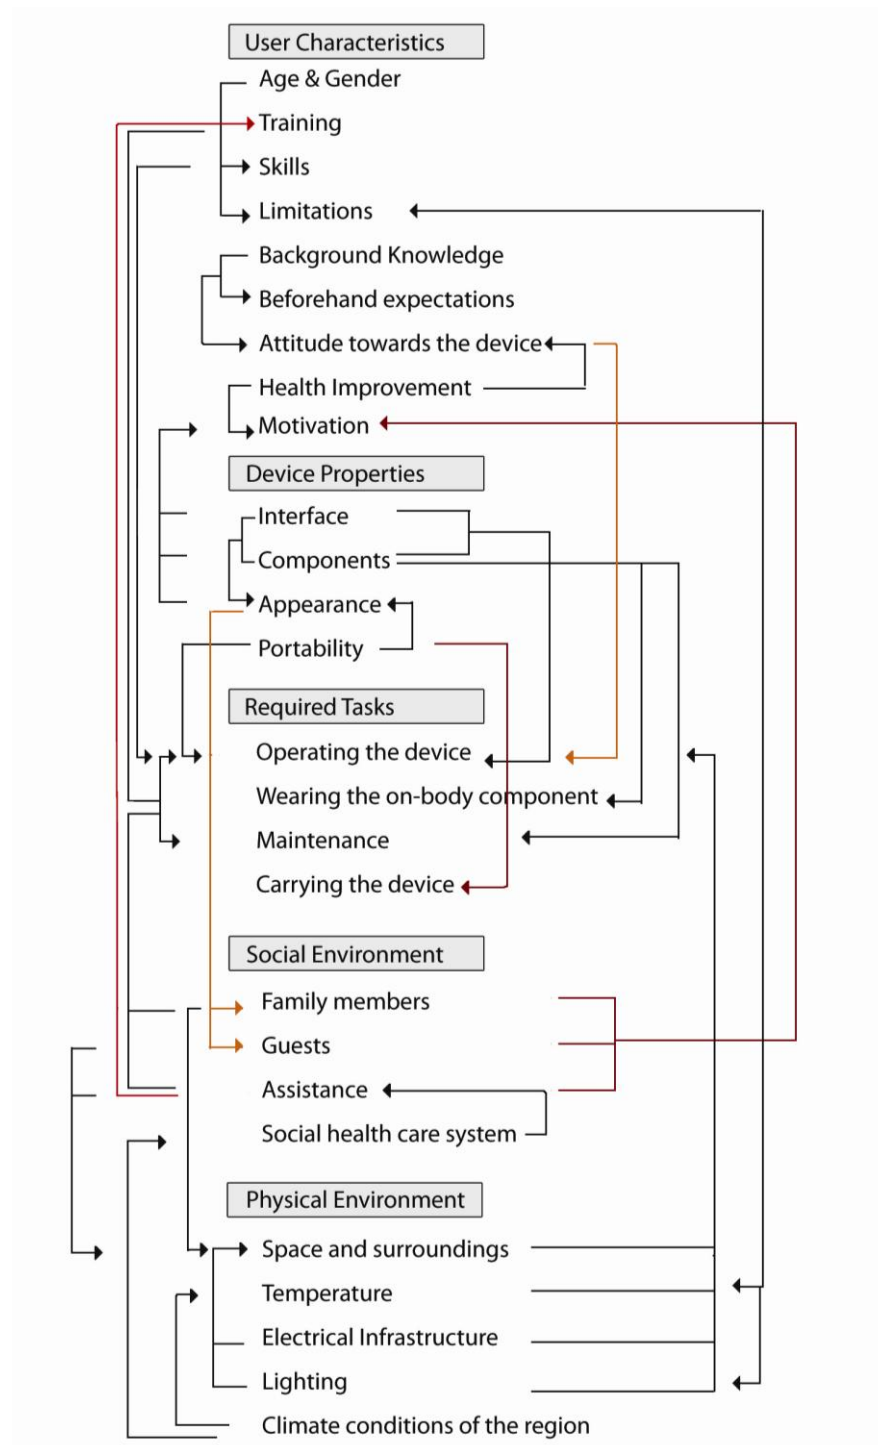 User Characteristics
Age & Gender
Training
Skills
Limitations
Background Knowledge
Beforehand expectations
Attitude towards the device
Health Improvement
Motivation
Device Properties
Interface
Components
Appearance
Portability
Required Tasks
Operating the device
Wearing the on-body component
Maintenance
Carrying the device
Social Environment
Family members
Guests
Assistance
Social health care system
Physical Environment
Space and surroundings
Temperature
Electrical Infrastructure
Lighting
Climate conditions of the region